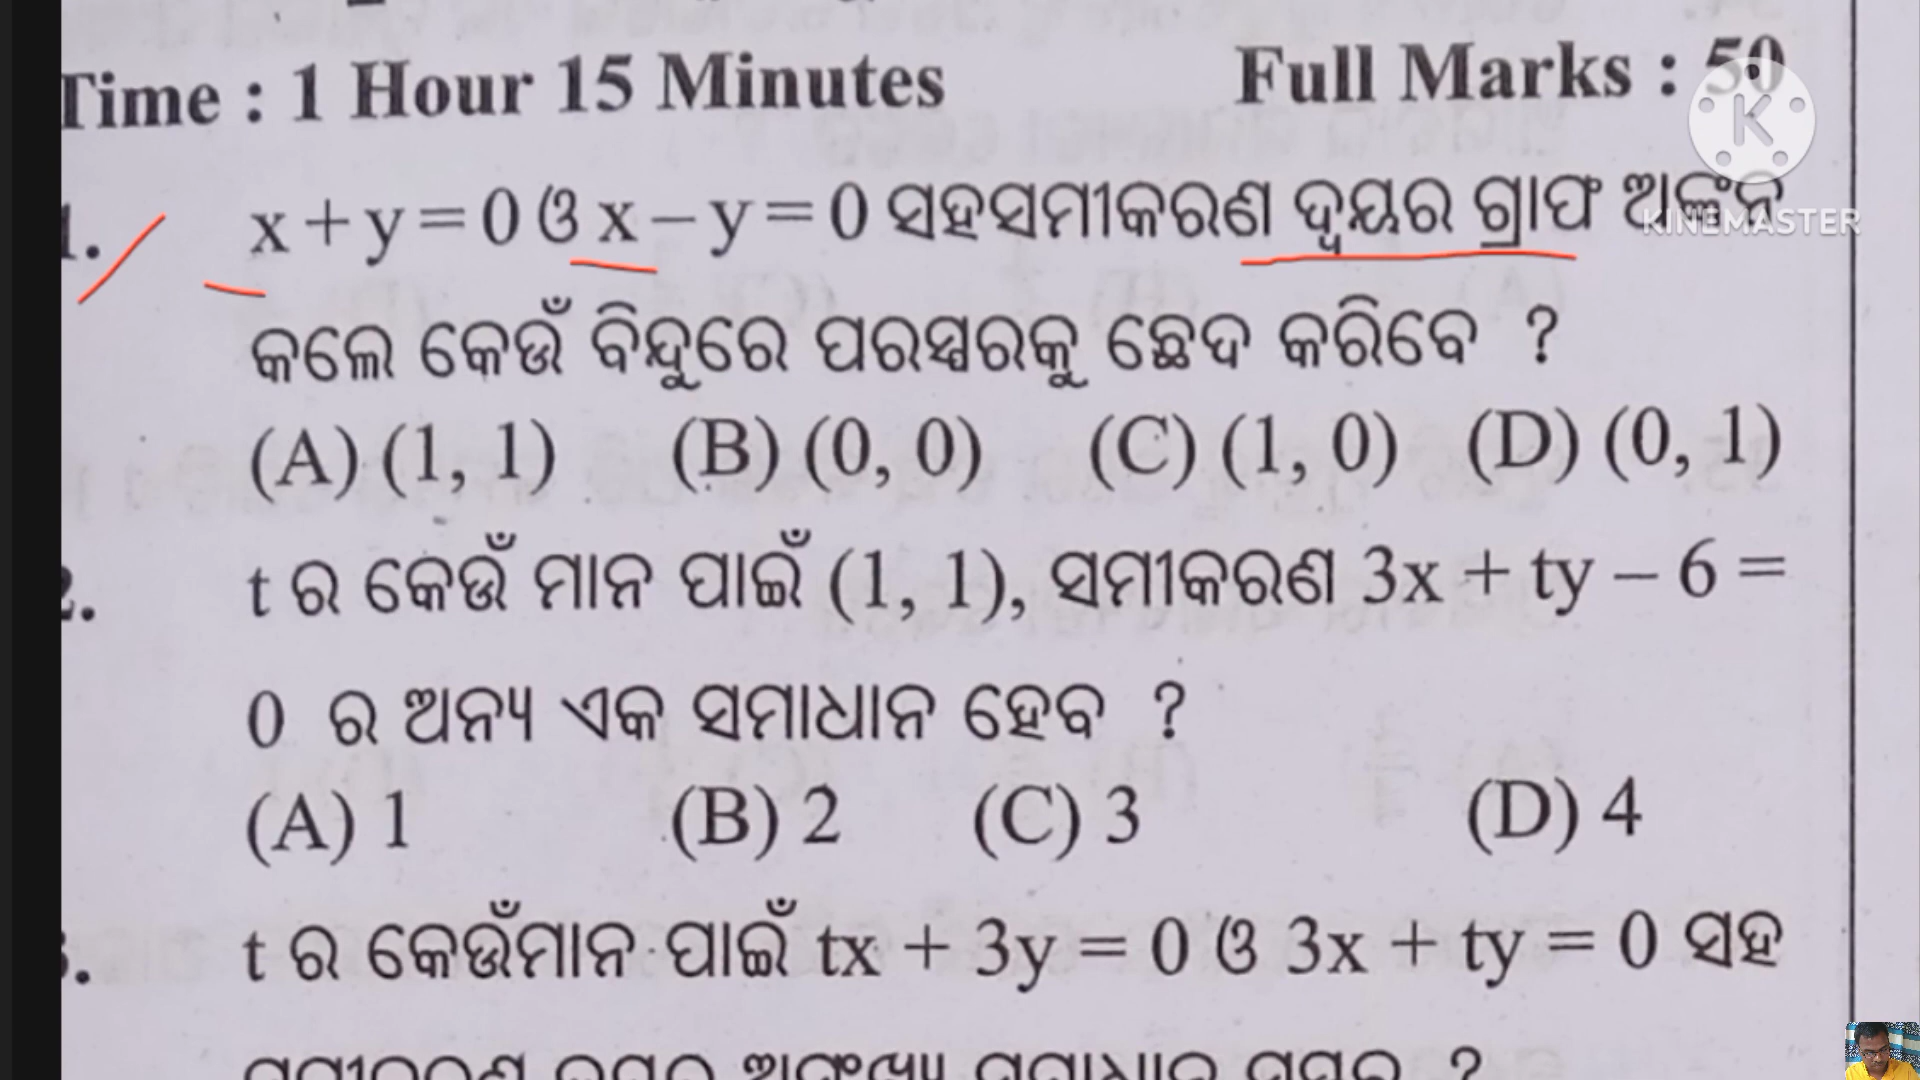 Time : 1 Hour 15 Minutes Full Marks : 50
1. x + y = 0 ଓ x – y = 0 ସହସମୀକରଣ ଦ୍ୱୟର ଗ୍ରାଫ ଅଙ୍କନ
KINEMASTER
କଲେ କେଉଁ ବିନ୍ଦୁରେ ପରସ୍ପରକୁ ଛେଦ କରିବେ ?
(A) (1, 1) (B) (0, 0) (C) (1, 0) (D) (0, 1)
2. t ର କେଉଁ ମାନ ପାଇଁ (1, 1), ସମୀକରଣ 3x + ty – 6 =
0 ର ଅନ୍ୟ ଏକ ସମାଧାନ ହେବ ?
(A) 1 (B) 2 (C) 3 (D) 4
3. t ର କେଉଁମାନ ପାଇଁ tx + 3y = 0 ଓ 3x + ty = 0 ସହ